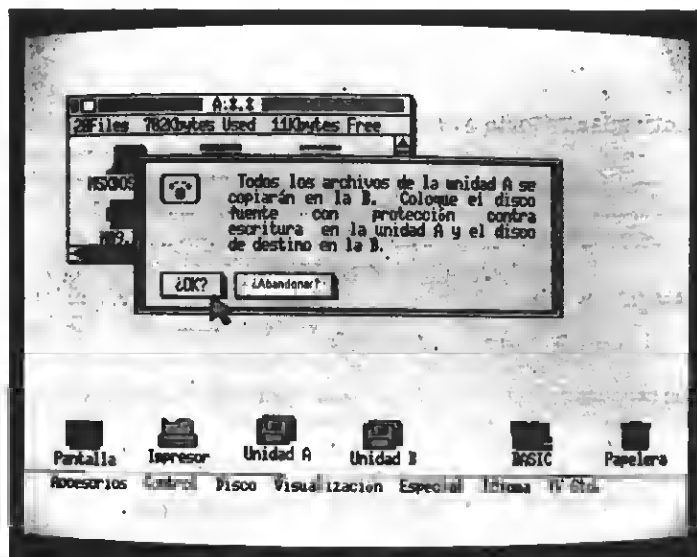 A:*.*
28Files 702Kbytes Used 11Kbytes Free
MSXDOS
Todos los archivos de la unidad A se
copiarán en la B. Coloque el disco
fuente con protección contra
escritura en la unidad A y el disco
de destino en la B.
¿OK? ¿Abandonar?
Pantalla Impresor Unidad A Unidad B BASIC Papelera
Accesorios Control Disco Visualización Especial Idioma